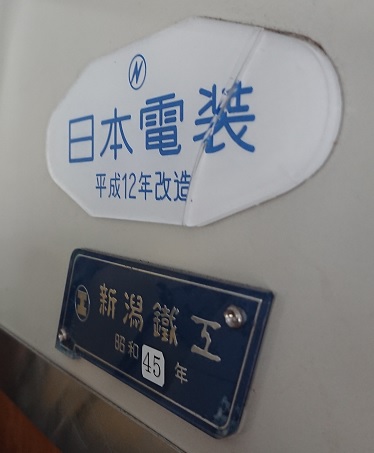 日本電装
平成12年改造
新潟鐵工
昭和45年